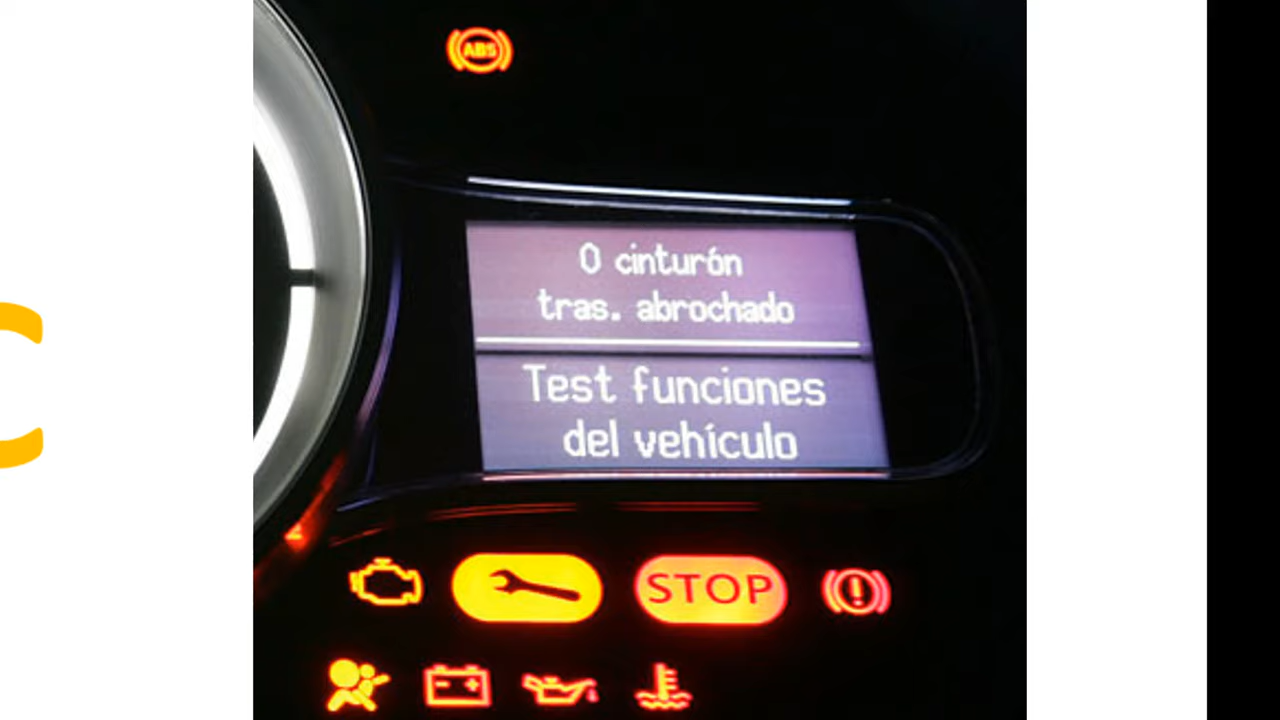 ABS
0 cinturón
tras. abrochado
Test funciones
del vehículo
STOP